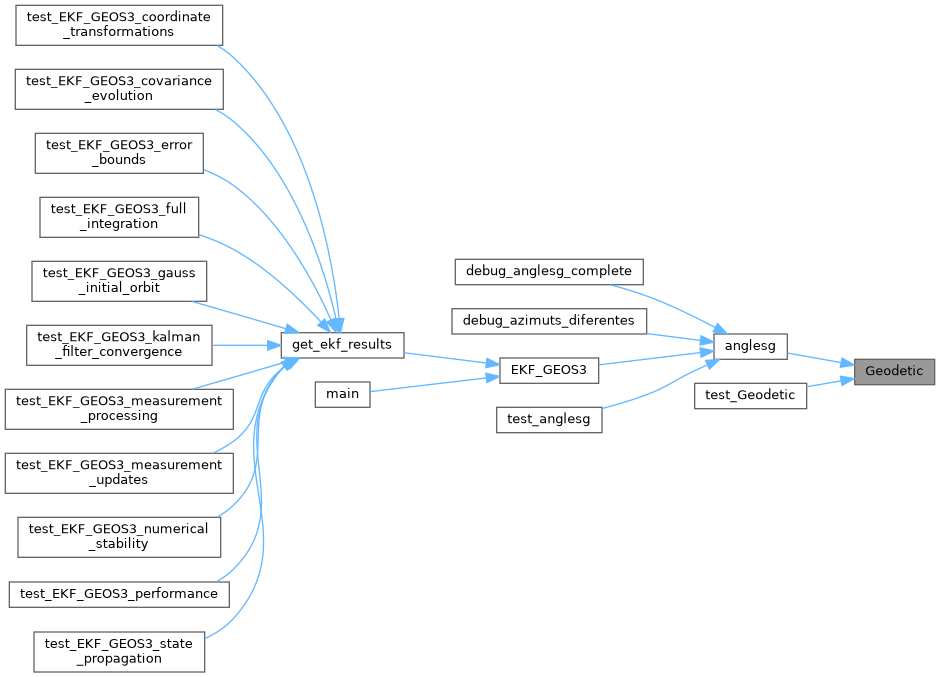 test_EKF_GEOS3_coordinate
_transformations
test_EKF_GEOS3_covariance
_evolution
test_EKF_GEOS3_error
_bounds
test_EKF_GEOS3_full
_integration
test_EKF_GEOS3_gauss
_initial_orbit
test_EKF_GEOS3_kalman
_filter_convergence
test_EKF_GEOS3_measurement
_processing
test_EKF_GEOS3_measurement
_updates
test_EKF_GEOS3_numerical
_stability
test_EKF_GEOS3_performance
test_EKF_GEOS3_state
_propagation
get_ekf_results
main
debug_anglesg_complete
debug_azimuts_diferentes
EKF_GEOS3
test_anglesg
anglesg
test_Geodetic
Geodetic